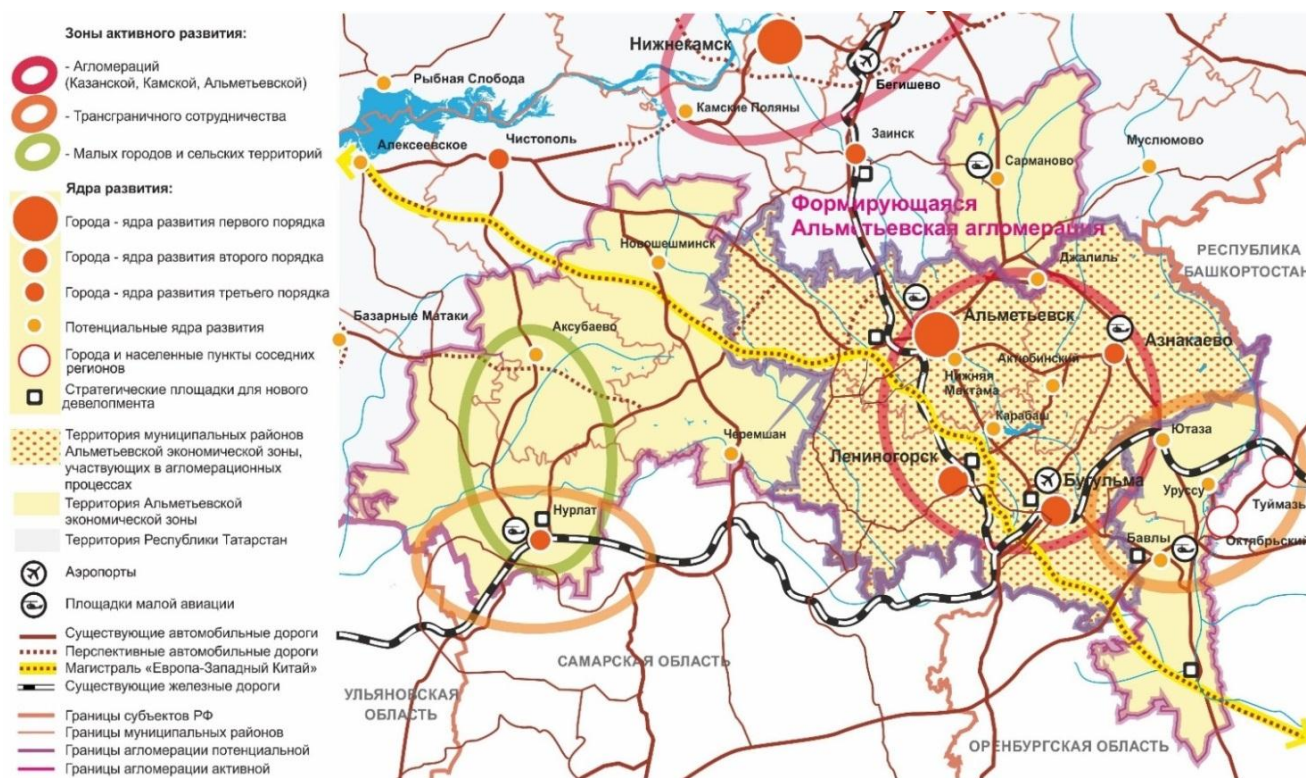 Зоны активного развития:
- Агломераций
(Казанской, Камской, Альметьевской)
- Трансграничного сотрудничества
- Малых городов и сельских территорий
Ядра развития:
Города - ядра развития первого порядка
Города - ядра развития второго порядка
Города - ядра развития третьего порядка
Потенциальные ядра развития
Города и населенные пункты соседних
регионов
Стратегические площадки для нового
девелопмента
Территория муниципальных районов
Альметьевской экономической зоны,
участвующих в агломерационных
процессах
Территория Альметьевской
экономической зоны
Территория Республики Татарстан
Аэропорты
Площадки малой авиации
Существующие автомобильные дороги
Перспективные автомобильные дороги
Магистраль «Европа-Западный Китай»
Существующие железные дороги
Границы субъектов РФ
Границы муниципальных районов
Границы агломерации потенциальной
Границы агломерации активной
Нижнекамск
Рыбная Слобода
Бегишево
Камские Поляны
Чистополь
Алексеевское
Заинск
Сарманово
Муслюмово
Формирующаяся
Альметьевская агломерация
Новошешминск
Джалиль
РЕСПУБЛИКА
БАШКОРТОСТАН
Базарные Матаки
Аксубаево
Альметьевск
Азнакаево
Актюбинский
Нижняя
Мактама
Карабаш
Черемшан
Ютаза
Лениногорск
Бугульма
Уруссу
Туймазы
Нурлат
Бавлы
Октябрьский
САМАРСКАЯ ОБЛАСТЬ
УЛЬЯНОВСКАЯ
ОБЛАСТЬ
ОРЕНБУРГСКАЯ ОБЛАСТЬ